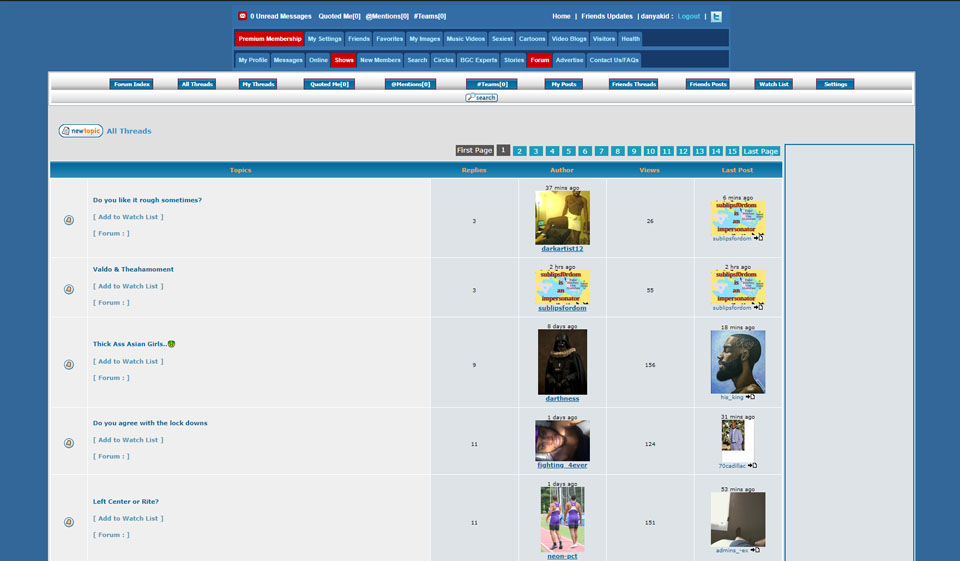 0 Unread Messages Quoted Me[0] @Mentions[0] #Teams[0] Home | Friends Updates | danyakid : Logout |
Premium Membership My Settings Friends Favorites My Images Music Videos Sexiest Cartoons Video Blogs Visitors Health
My Profile Messages Online Shows New Members Search Circles BGC Experts Stories Forum Advertise Contact Us/FAQs
Forum Index All Threads My Threads Quoted Me[0] @Mentions[0] #Teams[0] My Posts Friends Threads Friends Posts Watch List Settings
search
newtopic All Threads
First Page 1 2 3 4 5 6 7 8 9 10 11 12 13 14 15 Last Page
Topics Replies Author Views Last Post
37 mins ago 6 mins ago
Do you like it rough sometimes?
[ Add to Watch List ]
[ Forum : ]
3
26
sublipsf0rdom
is
an
impersonator
darkartist12 sublipsfordom
2 hrs ago 2 hrs ago
Valdo & Theahamoment
[ Add to Watch List ]
[ Forum : ]
3
55
sublipsf0rdom sublipsf0rdom
is is
an an
impersonator impersonator
sublipsfordom sublipsfordom
8 days ago 18 mins ago
Thick Ass Asian Girls..
[ Add to Watch List ]
[ Forum : ]
9
156
darthness his_king
1 days ago 31 mins ago
Do you agree with the lock downs
[ Add to Watch List ]
[ Forum : ]
11
124
fighting_4ever 70cadillac
1 days ago 53 mins ago
Left Center or Rite?
[ Add to Watch List ]
[ Forum : ]
11
151
neon-pct admins_-ex